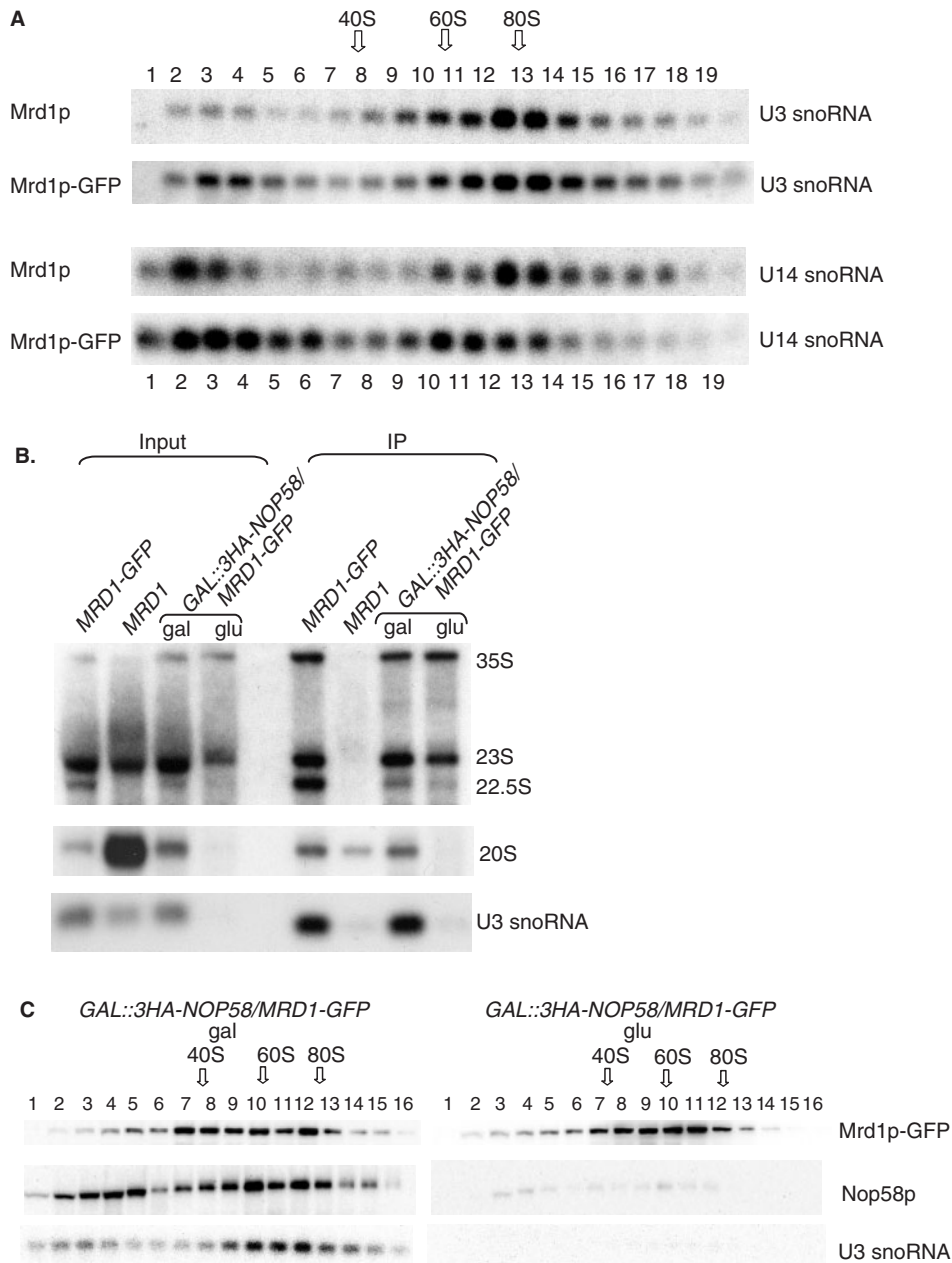 A
40S 60S 80S
1 2 3 4 5 6 7 8 9 10 11 12 13 14 15 16 17 18 19
Mrd1p U3 snoRNA
Mrd1p-GFP U3 snoRNA
Mrd1p U14 snoRNA
Mrd1p-GFP U14 snoRNA
1 2 3 4 5 6 7 8 9 10 11 12 13 14 15 16 17 18 19
B.
Input IP
MRD1-GFP MRD1 GAL::3HA-NOP58/ MRD1-GFP MRD1-GFP MRD1 GAL::3HA-NOP58/ MRD1-GFP
gal glu gal glu
35S
23S
22.5S
20S
U3 snoRNA
C
GAL::3HA-NOP58/MRD1-GFP GAL::3HA-NOP58/MRD1-GFP
gal glu
40S 60S 80S 40S 60S 80S
1 2 3 4 5 6 7 8 9 10 11 12 13 14 15 16 1 2 3 4 5 6 7 8 9 10 11 12 13 14 15 16
Mrd1p-GFP
Nop58p
U3 snoRNA